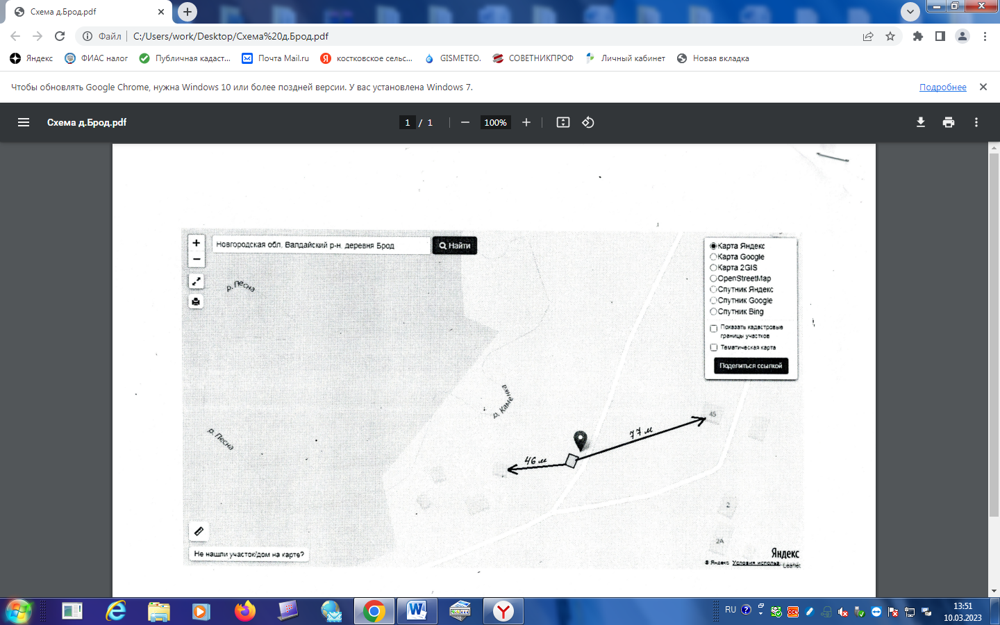 Схема д.Брод.pdf
Файл
C:/Users/work/Desktop/Схема%20д.Брод.pdf
Яндекс
ФИАС налог
Публичная кадаст...
Почта Mail.ru
костковское сельс...
GISMETEO.
СОВЕТНИКПРОФ
Личный кабинет
Новая вкладка
Чтобы обновлять Google Chrome, нужна Windows 10 или более поздней версии. У вас установлена Windows 7.
Подробнее
Схема д.Брод.pdf
1 / 1
100%
Новгородская обл. Валдайский р-н. деревня Брод
Найти
Карта Яндекс
Карта Google
Карта 2GIS
OpenStreetMap
Спутник Яндекс
Спутник Google
Спутник Bing
Показать кадастровые
границы участков
Тематическая карта
Поделиться ссылкой
р. Песна
р. Каменка
р. Песна
45
77 м
46 м
2
2А
Не нашли участок/дом на карте?
Яндекс
© Яндекс Условия использ.
Leaflet
RU
13:51
10.03.2023